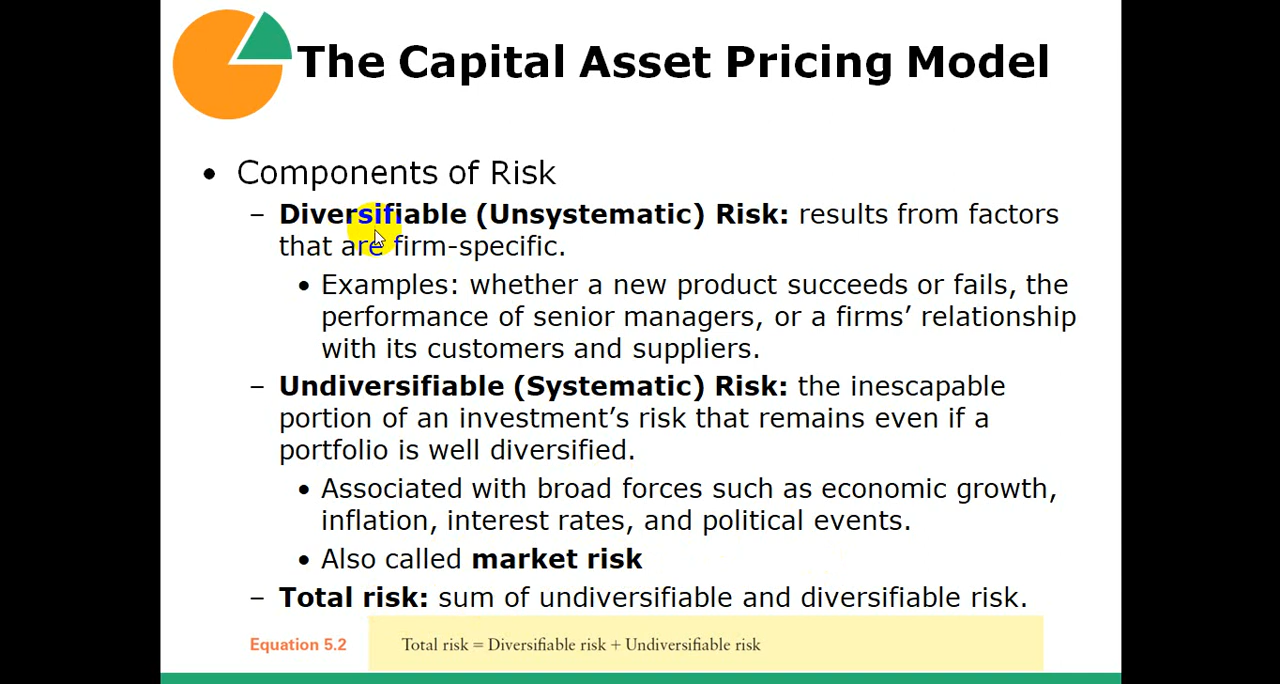 The Capital Asset Pricing Model
• Components of Risk
– Diversifiable (Unsystematic) Risk: results from factors
that are firm-specific.
• Examples: whether a new product succeeds or fails, the
performance of senior managers, or a firms’ relationship
with its customers and suppliers.
– Undiversifiable (Systematic) Risk: the inescapable
portion of an investment’s risk that remains even if a
portfolio is well diversified.
• Associated with broad forces such as economic growth,
inflation, interest rates, and political events.
• Also called market risk
– Total risk: sum of undiversifiable and diversifiable risk.
Equation 5.2 Total risk = Diversifiable risk + Undiversifiable risk